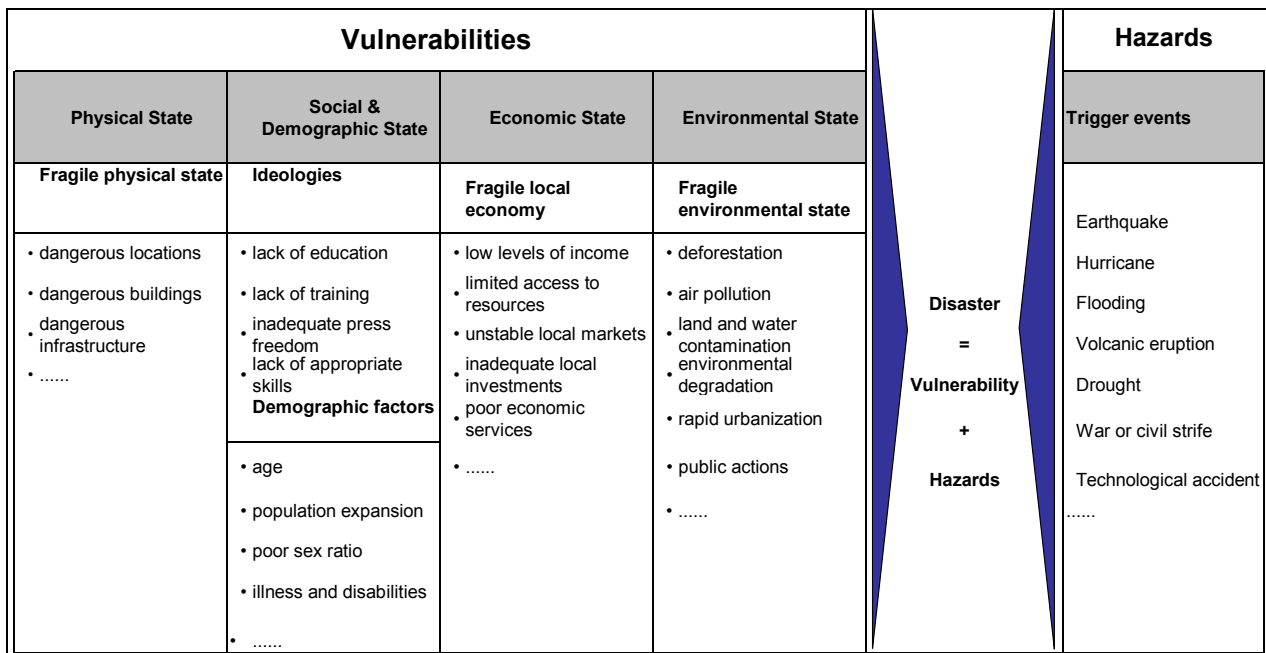 Vulnerabilities
Physical State
Social &
Demographic State
Economic State
Environmental State
Fragile physical state
• dangerous locations
• dangerous buildings
• dangerous
infrastructure
• ......
Ideologies
• lack of education
• lack of training
• inadequate press
freedom
• lack of appropriate
skills
Demographic factors
• age
• population expansion
• poor sex ratio
• illness and disabilities
• ......
Fragile local
economy
• low levels of income
• limited access to
resources
• unstable local markets
• inadequate local
investments
• poor economic
services
• ......
Fragile
environmental state
• deforestation
• air pollution
• land and water
contamination
• environmental
degradation
• rapid urbanization
• public actions
• ......
Disaster
=
Vulnerability
+
Hazards
Hazards
Trigger events
Earthquake
Hurricane
Flooding
Volcanic eruption
Drought
War or civil strife
Technological accident
......